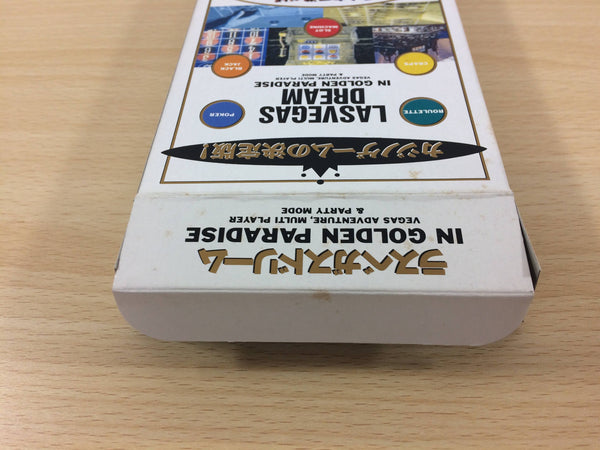 SLOT
MACHINE
BLACK
JACK
CRAPS
POKER
ROULETTE
LASVEGAS
DREAM
IN GOLDEN PARADISE
VEGAS ADVENTURE, MULTI PLAYER
& PARTY MODE
カジノゲームの決定版!
ラスベガスドリーム
IN GOLDEN PARADISE
VEGAS ADVENTURE, MULTI PLAYER
& PARTY MODE